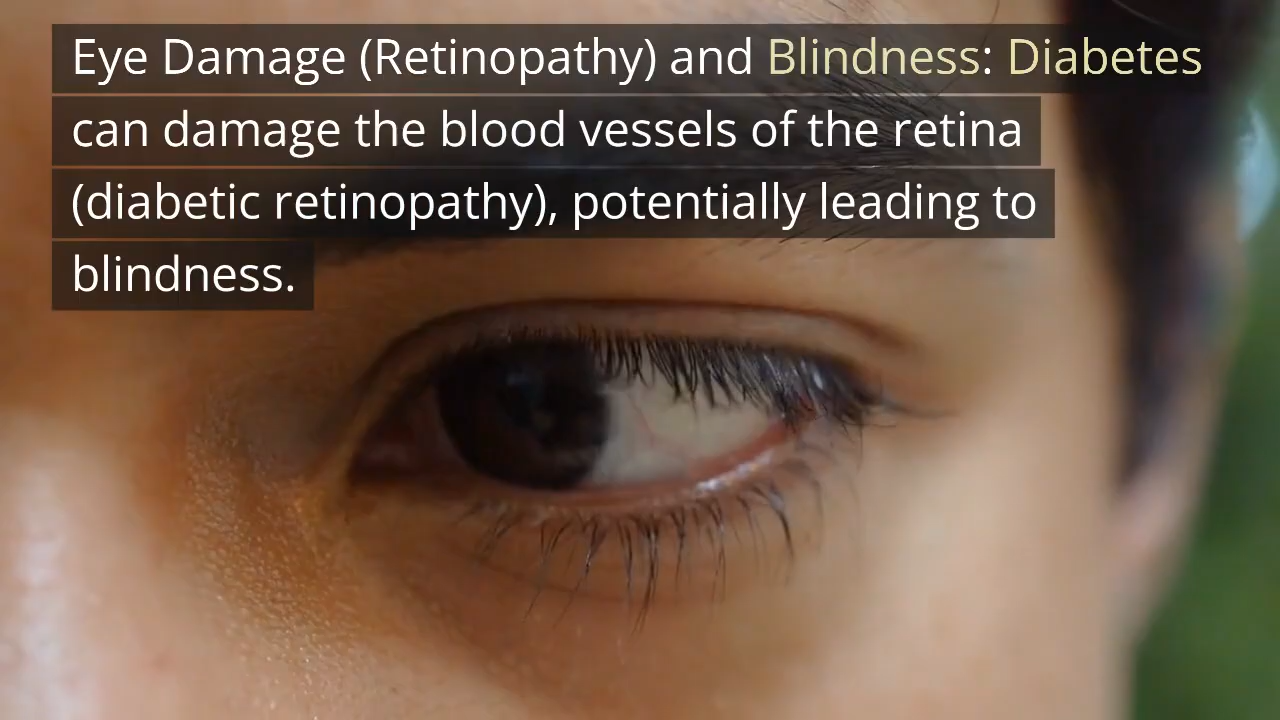 Eye Damage (Retinopathy) and Blindness: Diabetes
can damage the blood vessels of the retina
(diabetic retinopathy), potentially leading to
blindness.